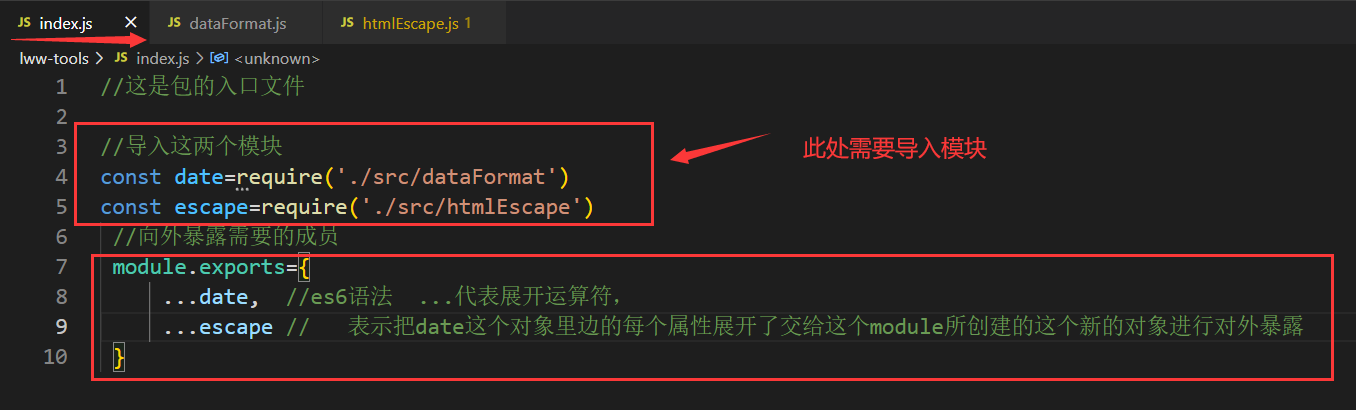 JS index.js × JS dataFormat.js JS htmlEscape.js 1
lww-tools > JS index.js > <unknown>
1 //这是包的入口文件
2
3 //导入这两个模块
此处需要导入模块
4 const date=require('./src/dataFormat')
5 const escape=require('./src/htmlEscape')
6 //向外暴露需要的成员
7 module.exports={
8 ...date, //es6语法 ...代表展开运算符，
9 ...escape // 表示把date这个对象里边的每个属性展开了交给这个module所创建的这个新的对象进行对外暴露
10 }